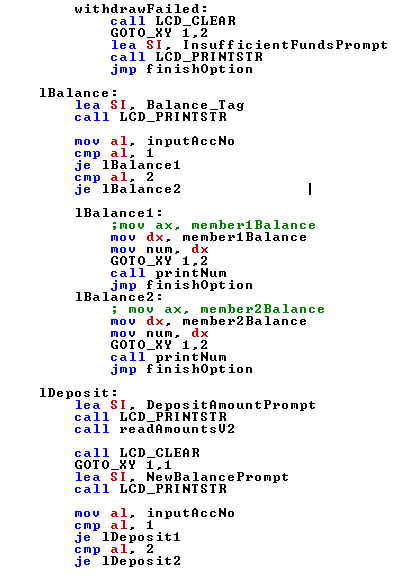 withdrawFailed:
call LCD_CLEAR
GOTO_XY 1,2
lea SI, InsufficientFundsPrompt
call LCD_PRINTSTR
jmp finishOption
lBalance:
lea SI, Balance_Tag
call LCD_PRINTSTR
mov al, inputAccNo
cmp al, 1
je lBalance1
cmp al, 2
je lBalance2
lBalance1:
;mov ax, member1Balance
mov dx, member1Balance
mov num, dx
GOTO_XY 1,2
call printNum
jmp finishOption
lBalance2:
; mov ax, member2Balance
mov dx, member2Balance
mov num, dx
GOTO_XY 1,2
call printNum
jmp finishOption
lDeposit:
lea SI, DepositAmountPrompt
call LCD_PRINTSTR
call readAmountsV2
call LCD_CLEAR
GOTO_XY 1,1
lea SI, NewBalancePrompt
call LCD_PRINTSTR
mov al, inputAccNo
cmp al, 1
je lDeposit1
cmp al, 2
je lDeposit2